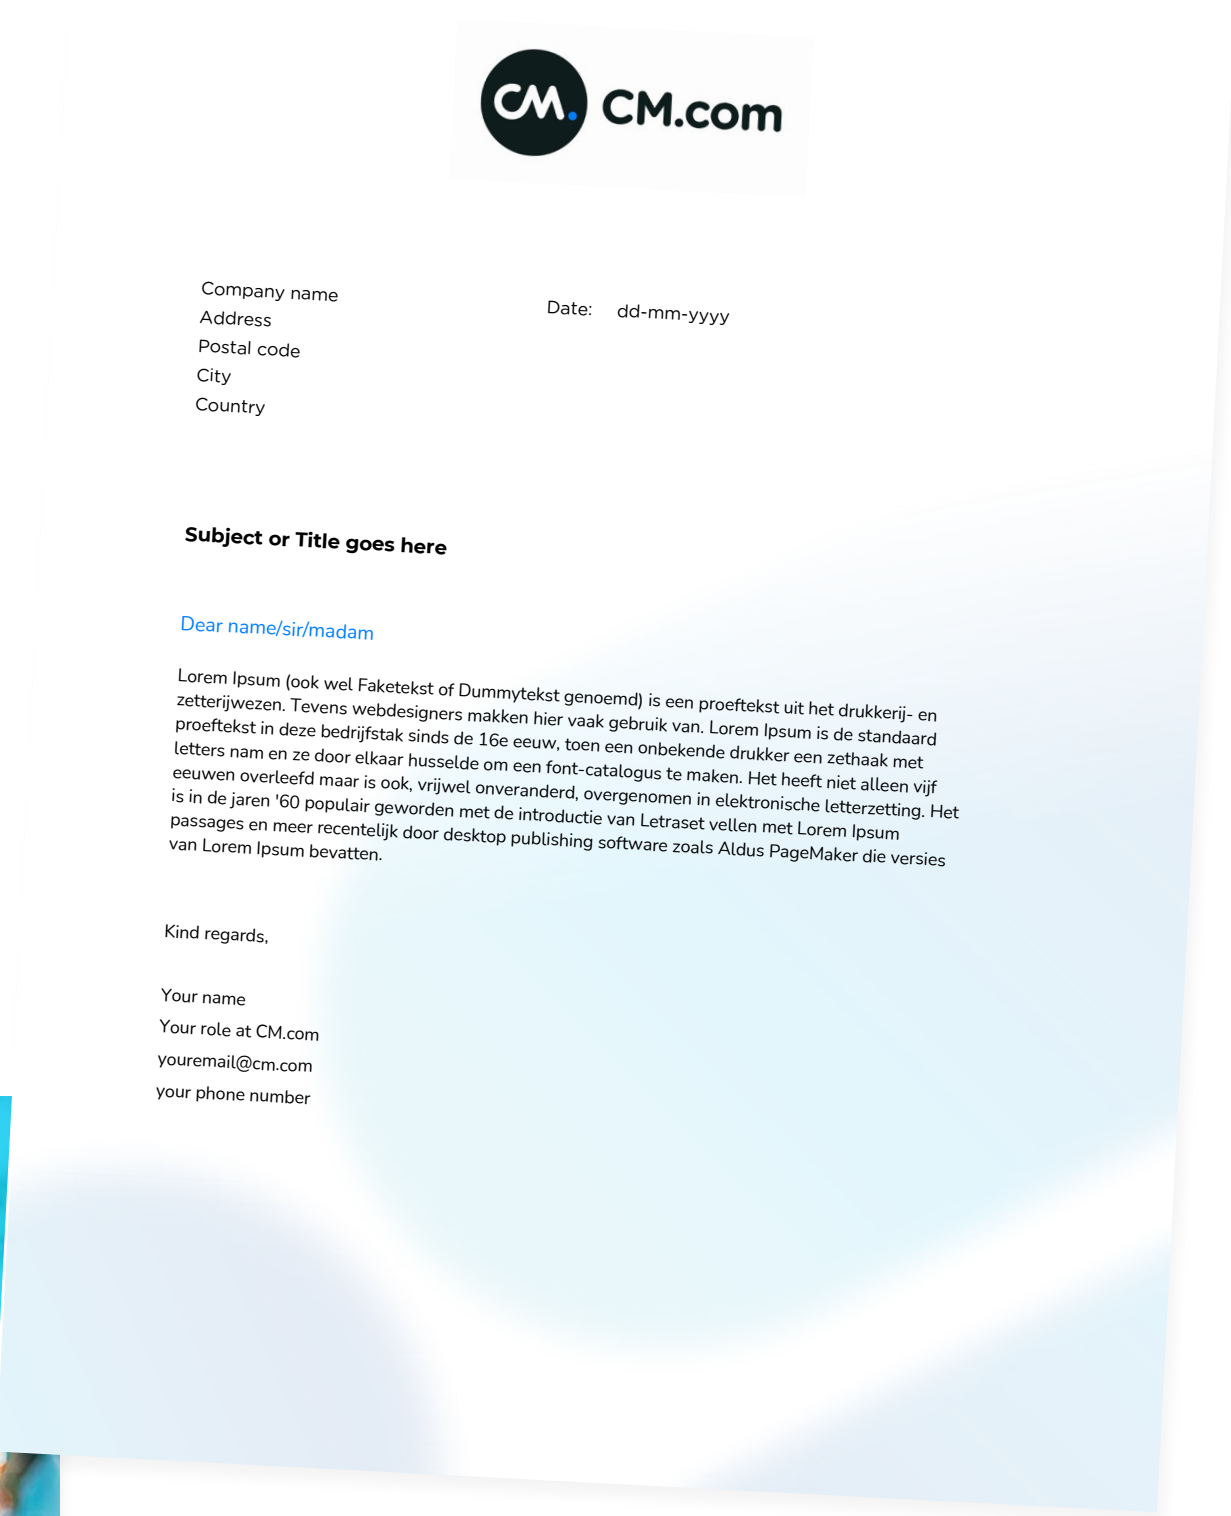 CM. CM.com
Company name
Date: dd-mm-yyyy
Address
Postal code
City
Country
Subject or Title goes here
Dear name/sir/madam
Lorem Ipsum (ook wel Faketekst of Dummytekst genoemd) is een proeftekst uit het drukkerij- en
zetterijwezen. Tevens webdesigners makken hier vaak gebruik van. Lorem Ipsum is de standaard
proeftekst in deze bedrijfstak sinds de 16e eeuw, toen een onbekende drukker een zethaak met
letters nam en ze door elkaar husselde om een font-catalogus te maken. Het heeft niet alleen vijf
eeuwen overleefd maar is ook, vrijwel onveranderd, overgenomen in elektronische letterzetting. Het
is in de jaren '60 populair geworden met de introductie van Letraset vellen met Lorem Ipsum
passages en meer recentelijk door desktop publishing software zoals Aldus PageMaker die versies
van Lorem Ipsum bevatten.
Kind regards,
Your name
Your role at CM.com
youremail@cm.com
your phone number